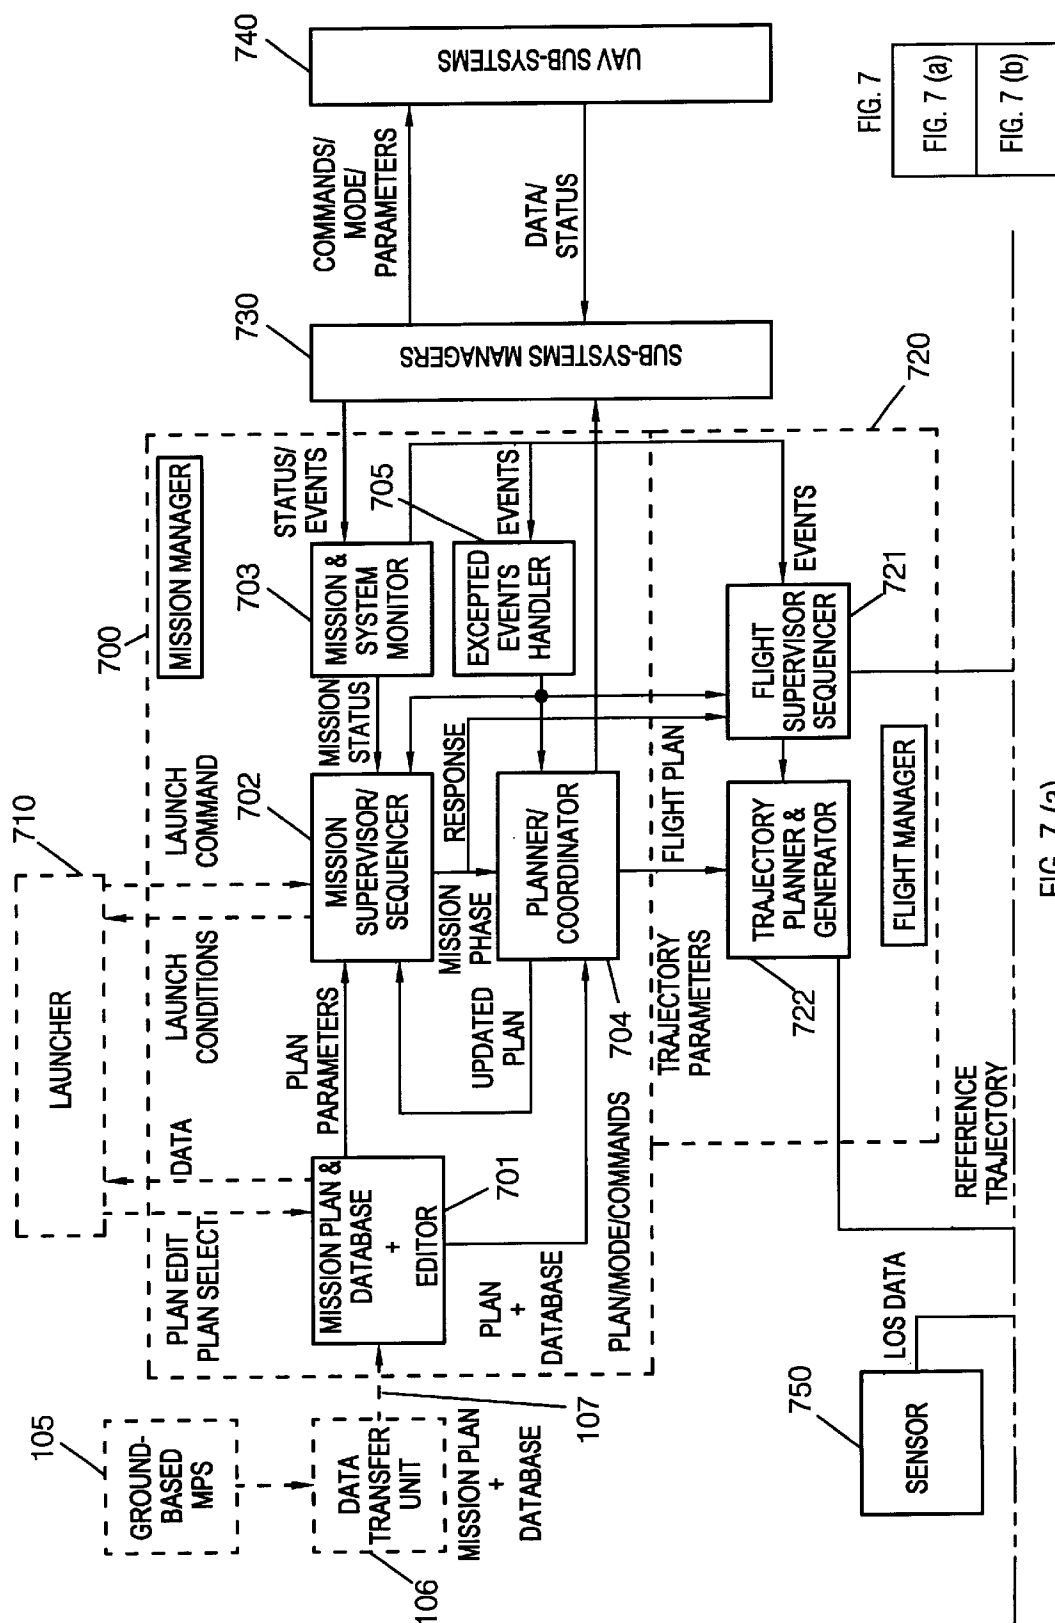 105
GROUND-
BASED
MPS
106
DATA
TRANSFER
UNIT
107
MISSION PLAN
+
DATABASE
710
LAUNCHER
PLAN EDIT
PLAN SELECT
DATA
LAUNCH
CONDITIONS
LAUNCH
COMMAND
700
MISSION MANAGER
MISSION PLAN &
DATABASE
+
EDITOR
701
PLAN
PARAMETERS
PLAN
+
DATABASE
UPDATED
PLAN
702
MISSION
SUPERVISOR/
SEQUENCER
MISSION
STATUS
703
MISSION &
SYSTEM
MONITOR
STATUS/
EVENTS
705
EXCEPTED
EVENTS
HANDLER
EVENTS
MISSION
PHASE
RESPONSE
PLANNER/
COORDINATOR
704
PLAN/MODE/COMMANDS
730
SUB-SYSTEMS MANAGERS
COMMANDS/
MODE/
PARAMETERS
DATA/
STATUS
740
UAV SUB-SYSTEMS
720
TRAJECTORY
PARAMETERS
FLIGHT PLAN
EVENTS
721
FLIGHT
SUPERVISOR
SEQUENCER
722
TRAJECTORY
PLANNER &
GENERATOR
FLIGHT MANAGER
REFERENCE
TRAJECTORY
750
SENSOR
LOS DATA
FIG. 7
FIG. 7 (a)
FIG. 7 (b)
FIG. 7 (a)